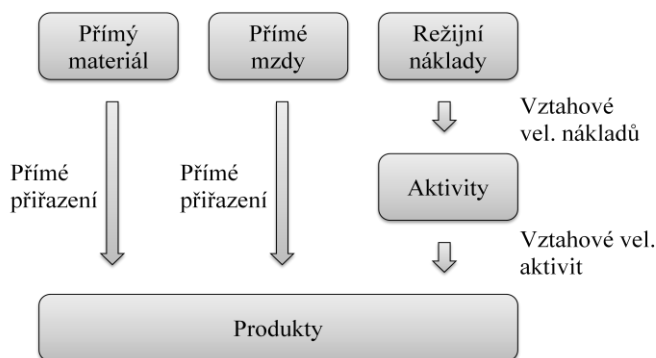 Přímý
materiál
Přímé
mzdy
Režijní
náklady
Vztahové
vel. nákladů
Přímé
přiřazení
Přímé
přiřazení
Aktivity
Vztahové vel.
aktivit
Produkty